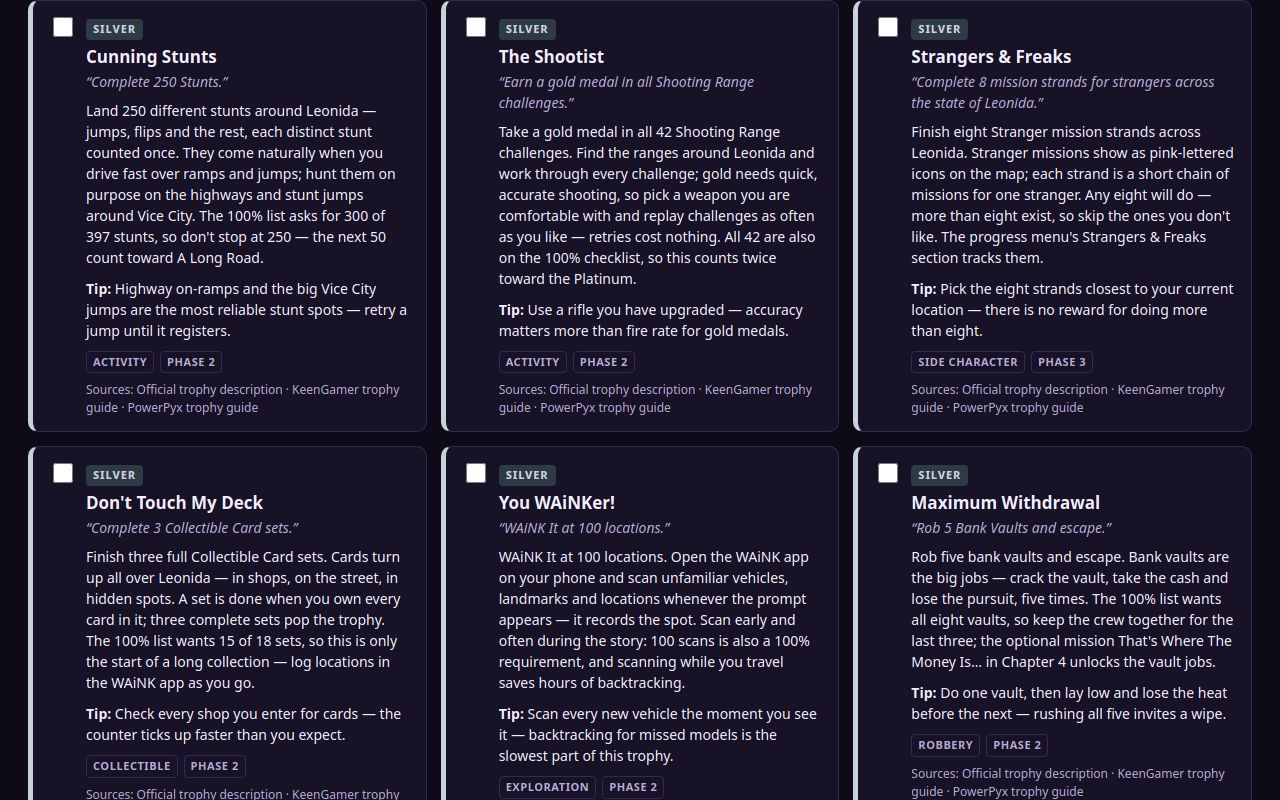 SILVER
Cunning Stunts
“Complete 250 Stunts.”
Land 250 different stunts around Leonida —
jumps, flips and the rest, each distinct stunt
counted once. They come naturally when you
drive fast over ramps and jumps; hunt them on
purpose on the highways and stunt jumps
around Vice City. The 100% list asks for 300 of
397 stunts, so don't stop at 250 — the next 50
count toward A Long Road.
Tip: Highway on-ramps and the big Vice City
jumps are the most reliable stunt spots — retry a
jump until it registers.
ACTIVITY
PHASE 2
Sources: Official trophy description · KeenGamer trophy
guide · PowerPyx trophy guide
SILVER
The Shootist
“Earn a gold medal in all Shooting Range
challenges.”
Take a gold medal in all 42 Shooting Range
challenges. Find the ranges around Leonida and
work through every challenge; gold needs quick,
accurate shooting, so pick a weapon you are
comfortable with and replay challenges as often
as you like — retries cost nothing. All 42 are also
on the 100% checklist, so this counts twice
toward the Platinum.
Tip: Use a rifle you have upgraded — accuracy
matters more than fire rate for gold medals.
ACTIVITY
PHASE 2
Sources: Official trophy description · KeenGamer trophy
guide · PowerPyx trophy guide
SILVER
Strangers & Freaks
“Complete 8 mission strands for strangers across
the state of Leonida.”
Finish eight Stranger mission strands across
Leonida. Stranger missions show as pink-lettered
icons on the map; each strand is a short chain of
missions for one stranger. Any eight will do —
more than eight exist, so skip the ones you don't
like. The progress menu's Strangers & Freaks
section tracks them.
Tip: Pick the eight strands closest to your current
location — there is no reward for doing more
than eight.
SIDE CHARACTER
PHASE 3
Sources: Official trophy description · KeenGamer trophy
guide · PowerPyx trophy guide
SILVER
Don't Touch My Deck
“Complete 3 Collectible Card sets.”
Finish three full Collectible Card sets. Cards turn
up all over Leonida — in shops, on the street, in
hidden spots. A set is done when you own every
card in it; three complete sets pop the trophy.
The 100% list wants 15 of 18 sets, so this is only
the start of a long collection — log locations in
the WAiNK app as you go.
Tip: Check every shop you enter for cards — the
counter ticks up faster than you expect.
COLLECTIBLE
PHASE 2
Sources: Official trophy description · KeenGamer trophy
SILVER
You WAiNKer!
“WAiNK It at 100 locations.”
WAiNK It at 100 locations. Open the WAiNK app
on your phone and scan unfamiliar vehicles,
landmarks and locations whenever the prompt
appears — it records the spot. Scan early and
often during the story: 100 scans is also a 100%
requirement, and scanning while you travel
saves hours of backtracking.
Tip: Scan every new vehicle the moment you see
it — backtracking for missed models is the
slowest part of this trophy.
EXPLORATION
PHASE 2
SILVER
Maximum Withdrawal
“Rob 5 Bank Vaults and escape.”
Rob five bank vaults and escape. Bank vaults are
the big jobs — crack the vault, take the cash and
lose the pursuit, five times. The 100% list wants
all eight vaults, so keep the crew together for the
last three; the optional mission That's Where The
Money Is... in Chapter 4 unlocks the vault jobs.
Tip: Do one vault, then lay low and lose the heat
before the next — rushing all five invites a wipe.
ROBBERY
PHASE 2
Sources: Official trophy description · KeenGamer trophy
guide · PowerPyx trophy guide